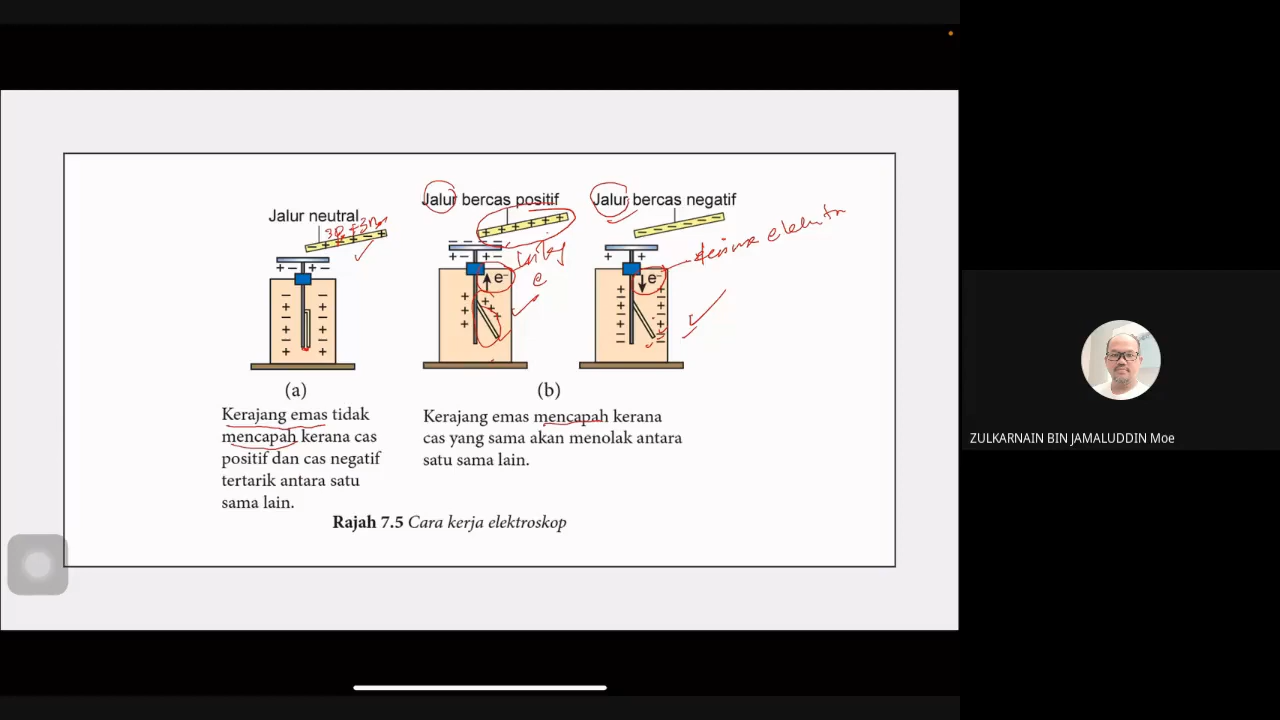 Jalur neutral
Jalur bercas positif
Jalur bercas negatif
e⁻
e
e⁻
elektron
(a)
(b)
Kerajang emas tidak
mencapah kerana cas
positif dan cas negatif
tertarik antara satu
sama lain.
Kerajang emas mencapah kerana
cas yang sama akan menolak antara
satu sama lain.
Rajah 7.5 Cara kerja elektroskop
ZULKARNAIN BIN JAMALUDDIN Moe